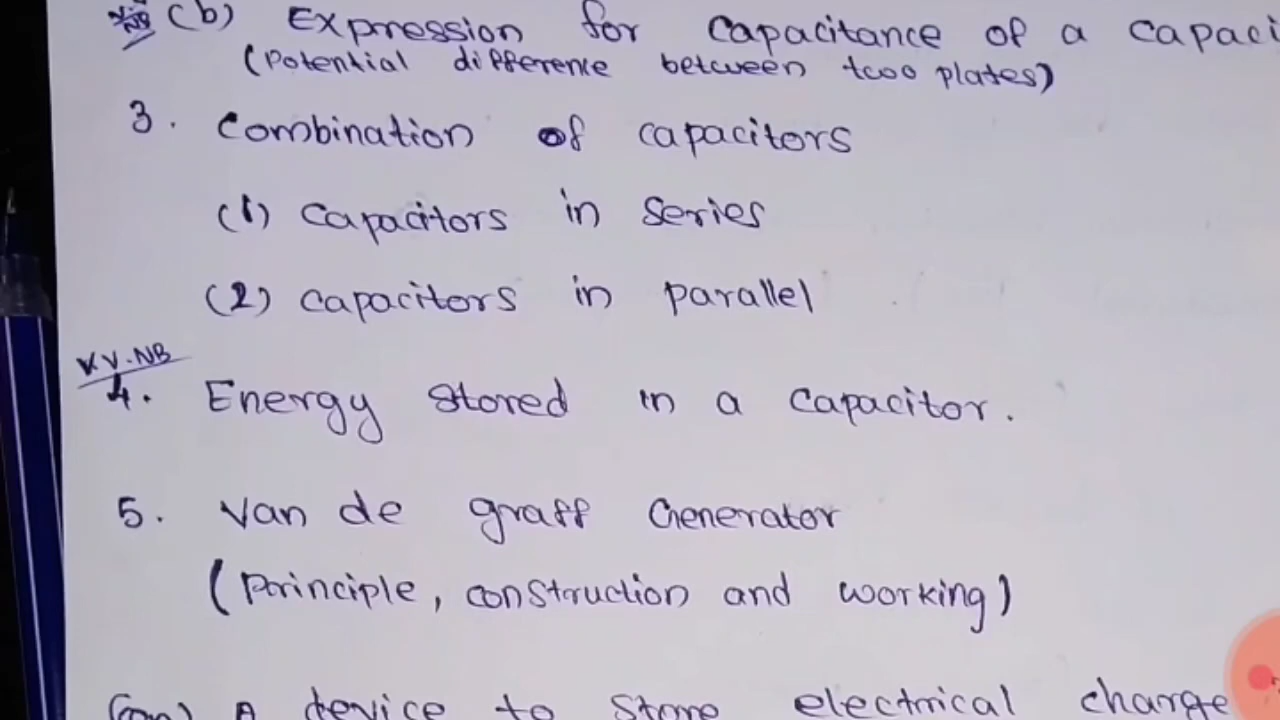 (b) Expression for capacitance of a capaci
(Potential difference between two plates)
3. Combination of capacitors
(1) Capacitors in series
(2) Capacitors in parallel
4. Energy stored in a capacitor.
5. Van de graff Generator
(Principle, construction and working)
A device to store electrical charge